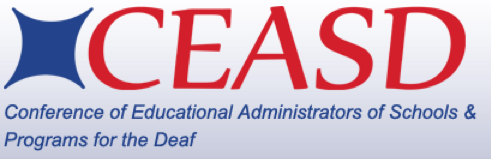 CEASD
Conference of Educational Administrators of Schools &
Programs for the Deaf